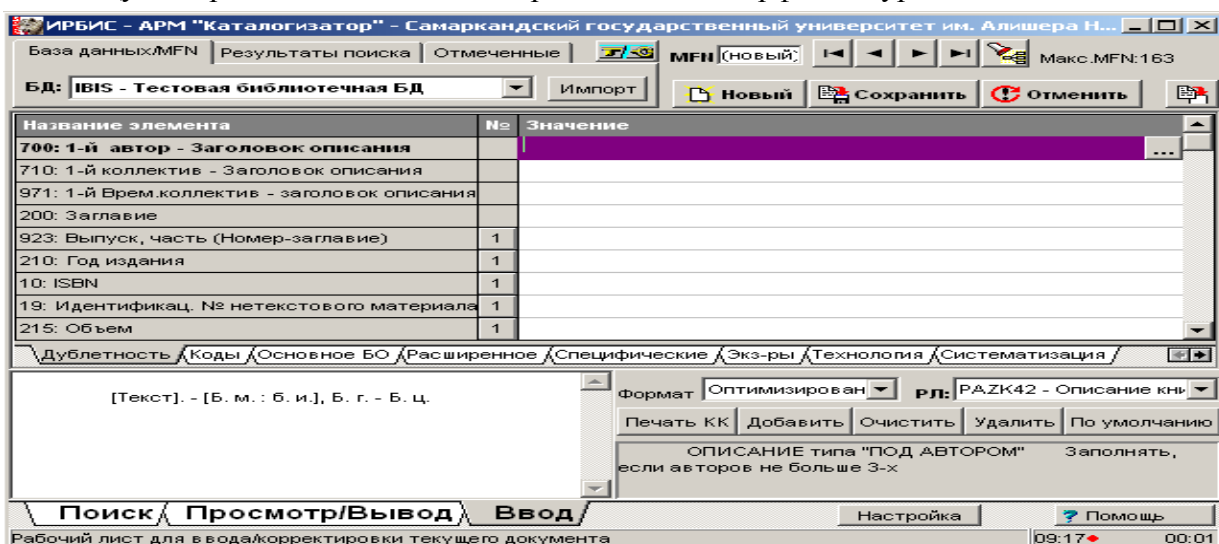 ИРБИС - АРМ "Каталогизатор" - Самаркандский государственный университет им. Алишера Н...
База данных/MFN Результаты поиска Отмеченные MFN (новый) Макс.MFN:163
БД: IBIS - Тестовая библиотечная БД Импорт Новый Сохранить Отменить
Название элемента № Значение
700: 1-й автор - Заголовок описания ...
710: 1-й коллектив - Заголовок описания
971: 1-й Врем.коллектив - заголовок описания
200: Заглавие
923: Выпуск, часть (Номер-заглавие) 1
210: Год издания 1
10: ISBN 1
19: Идентификац. № нетекстового материала 1
215: Объем 1
Дублетность Коды Основное БО Расширенное Специфические Экз-ры Технология Систематизация
[Текст]. - [Б. м. : б. и.], Б. г. - Б. ц.
Формат Оптимизирован РЛ: PAZK42 - Описание кни
Печать КК Добавить Очистить Удалить По умолчанию
ОПИСАНИЕ типа "ПОД АВТОРОМ" Заполнять,
если авторов не больше 3-х
Поиск Просмотр/Вывод Ввод Настройка Помощь
Рабочий лист для ввода/корректировки текущего документа 09:17 00:01